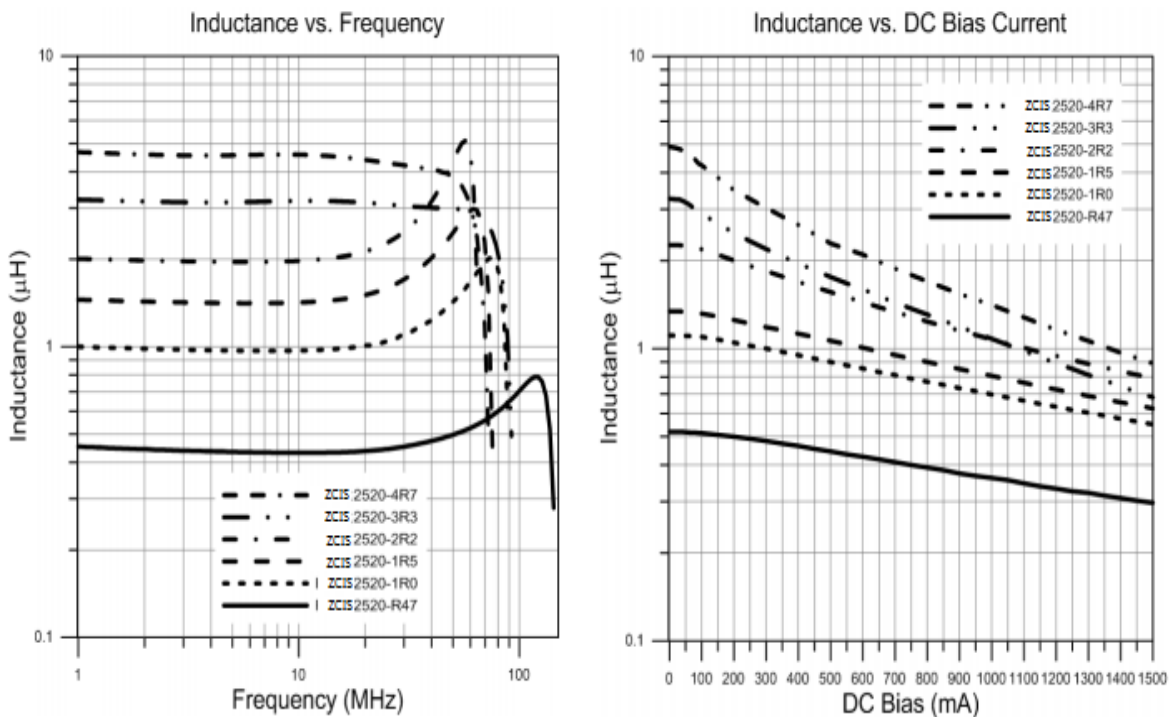 Inductance vs. Frequency
10
1
0.1
Inductance (µH)
ZCIS 2520-4R7
ZCIS 2520-3R3
ZCIS 2520-2R2
ZCIS 2520-1R5
ZCIS 2520-1R0
ZCIS 2520-R47
1 10 100
Frequency (MHz)
Inductance vs. DC Bias Current
10
1
0.1
Inductance (µH)
ZCIS 2520-4R7
ZCIS 2520-3R3
ZCIS 2520-2R2
ZCIS 2520-1R5
ZCIS 2520-1R0
ZCIS 2520-R47
0 100 200 300 400 500 600 700 800 900 1000 1100 1200 1300 1400 1500
DC Bias (mA)